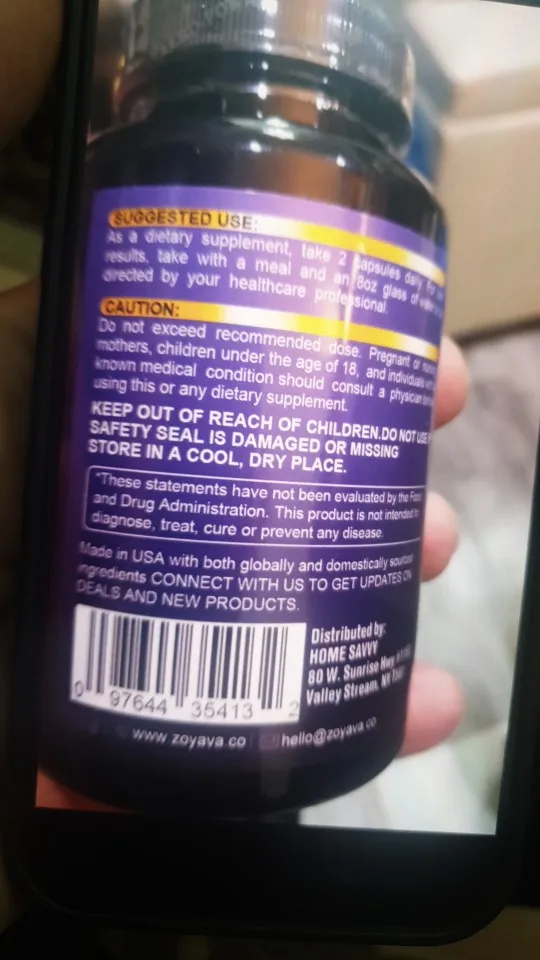 SUGGESTED USE:
As a dietary supplement, take 2 capsules daily. For
results, take with a meal and an 8oz glass of
directed by your healthcare professional.
CAUTION:
Do not exceed recommended dose. Pregnant or
mothers, children under the age of 18, and individuals
known medical condition should consult a physician
using this or any dietary supplement.
KEEP OUT OF REACH OF CHILDREN.DO NOT USE
SAFETY SEAL IS DAMAGED OR MISSING
STORE IN A COOL, DRY PLACE.
*These statements have not been evaluated by the Food
and Drug Administration. This product is not intended to
diagnose, treat, cure or prevent any disease.
Made in USA with both globally and domestically sourced
ingredients CONNECT WITH US TO GET UPDATES ON
DEALS AND NEW PRODUCTS.
Distributed by:
HOME SAVVY
80 W. Sunrise Hwy
Valley Stream, NY
0 97644 35413 2
www zoyava.co
hello@zoyava.co